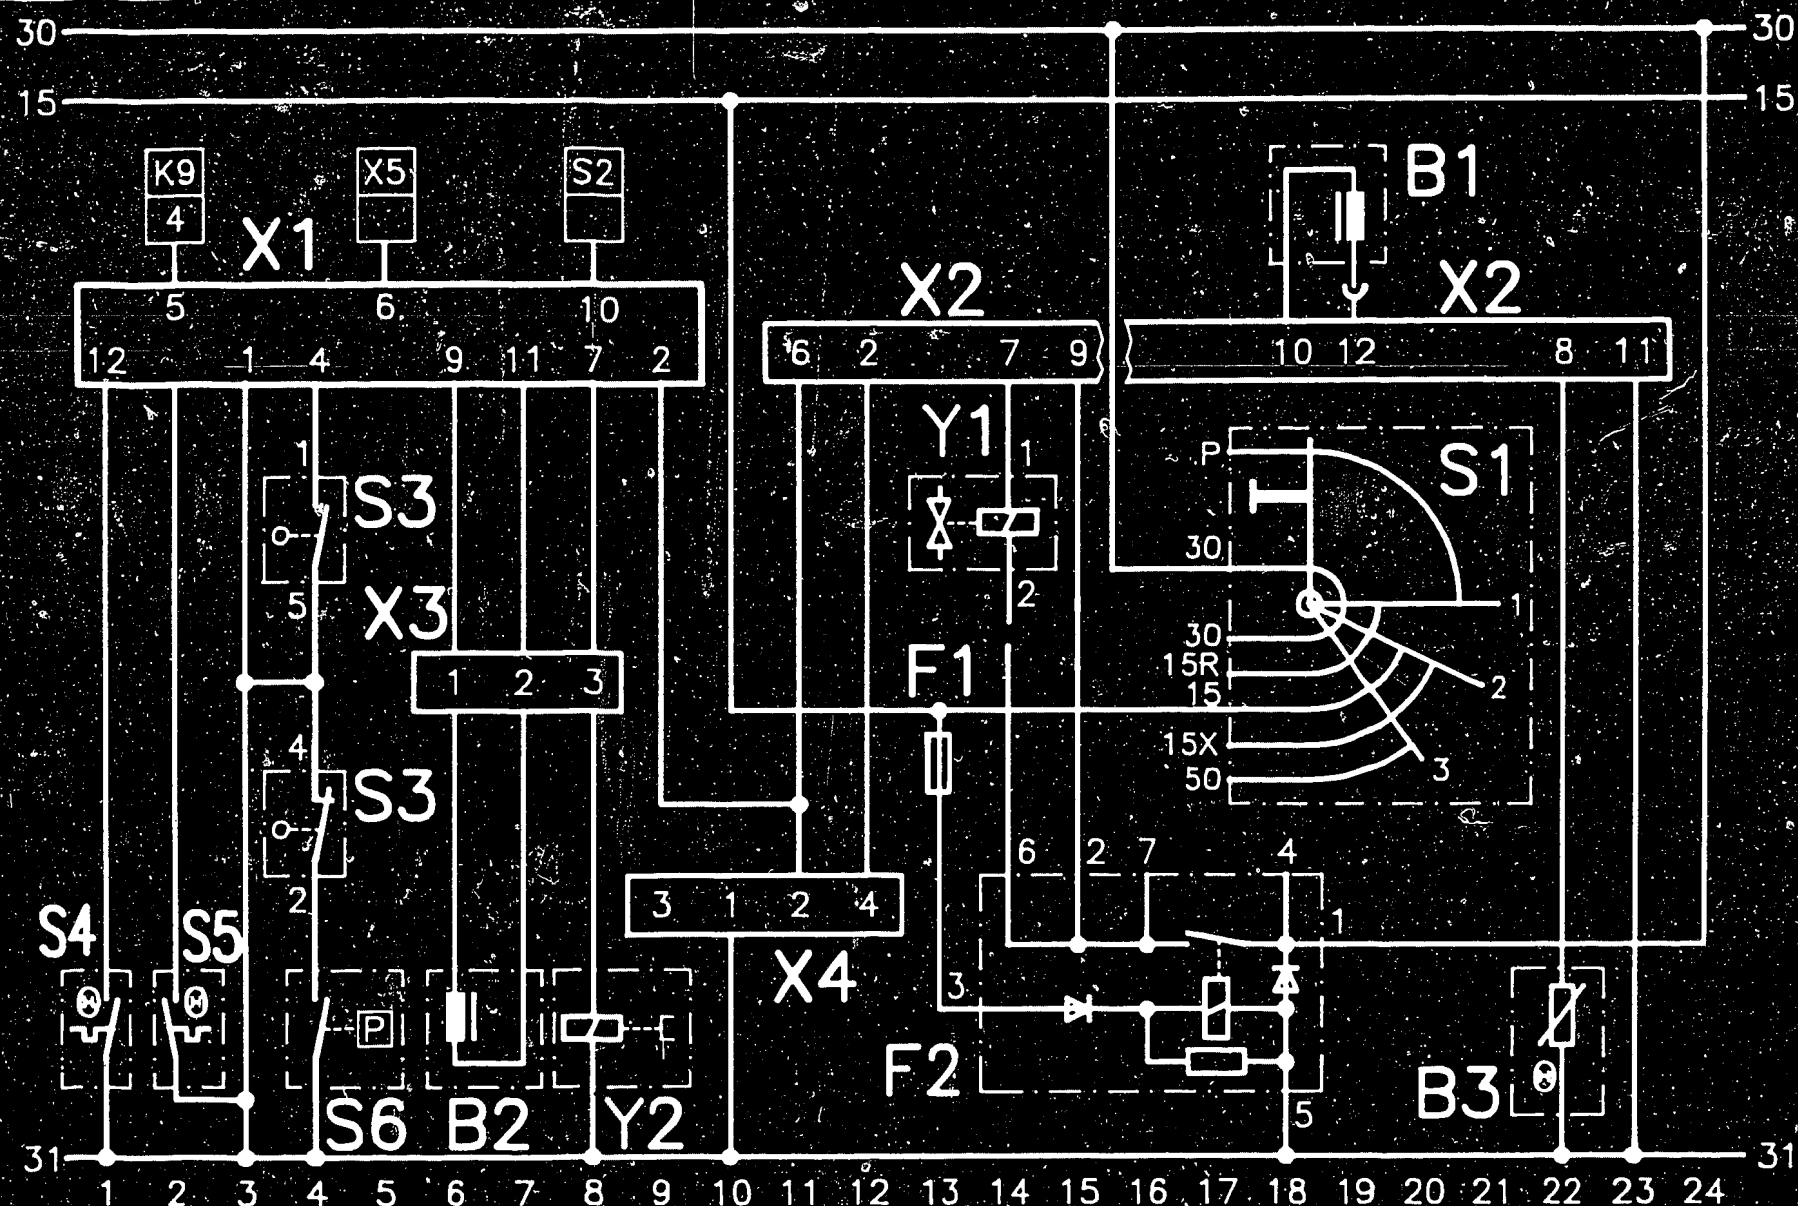 30 30
15 15
K9 X5 S2 B1
4
X1 X2 X2
5 6 10
12 1 4 9 11 7 2 6 2 7 9 10 12 8 11
Y1
1 1 P S1
S3
30
5 2
X3 1
30
F1 15R
1 2 3 15 2
4 15X
S3 50 3
6 2 7 4
2 3 1 2 4 1
S4 S5
X4 3
P
F2
S6 B2 Y2 B3
5
31 31
1 2 3 4 5 6 7 8 9 10 11 12 13 14 15 16 17 18 19 20 21 22 23 24